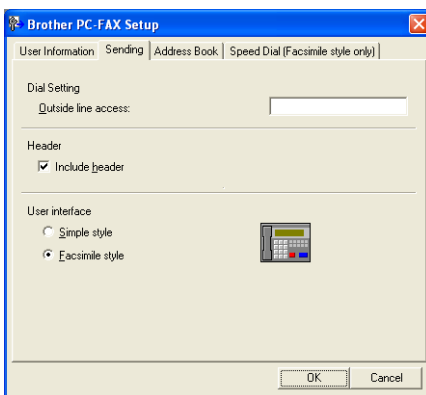 Brother PC-FAX Setup
User Information Sending Address Book Speed Dial (Facsimile style only)
Dial Setting
Outside line access:
Header
Include header
User interface
Simple style
Facsimile style
OK Cancel